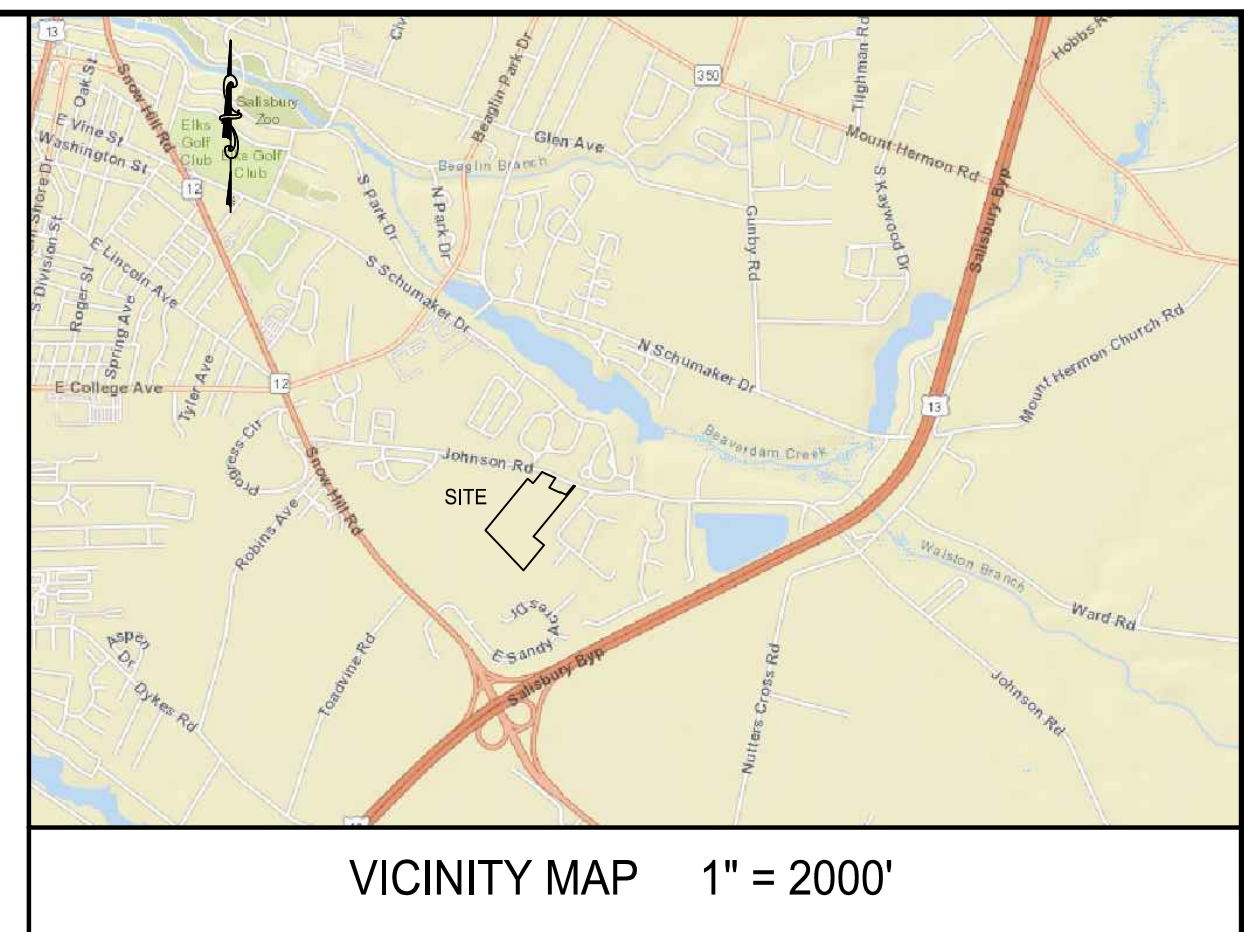 13
Oak St
E Vine St
Washington St
Snow Hill Rd
Salisbury
Zoo
Elks
Golf
Club
Golf
Club
12
Beaglin Park Dr
350
Tilghman Rd
Hobbs
Glen Ave
Beaglin Branch
Mount Hermon Rd
S Kaywood Dr
Gunby Rd
Salisbury Byp
S Division St
E Lincoln Ave
Roger St
Spring Ave
Tyler Ave
S Park Dr
N Park Dr
S Schumaker Dr
N Schumaker Dr
Mount Hermon Church Rd
E College Ave
12
13
Beaverdam Creek
Progress Cir
Johnson Rd
SITE
Snow Hill Rd
Robins Ave
Walston Branch
Ward Rd
Aspen
Dr
Dykes Rd
Toadvine Rd
E Sandy Acres Dr
Salisbury Byp
Nutters Cross Rd
Johnson Rd
VICINITY MAP 1" = 2000'